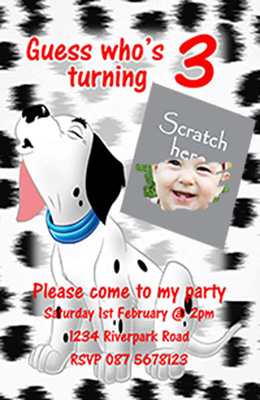 Guess who's
turning 3
Scratch
here
Please come to my party
Saturday 1st February @ 2pm
1234 Riverpark Road
RSVP 087 5678123